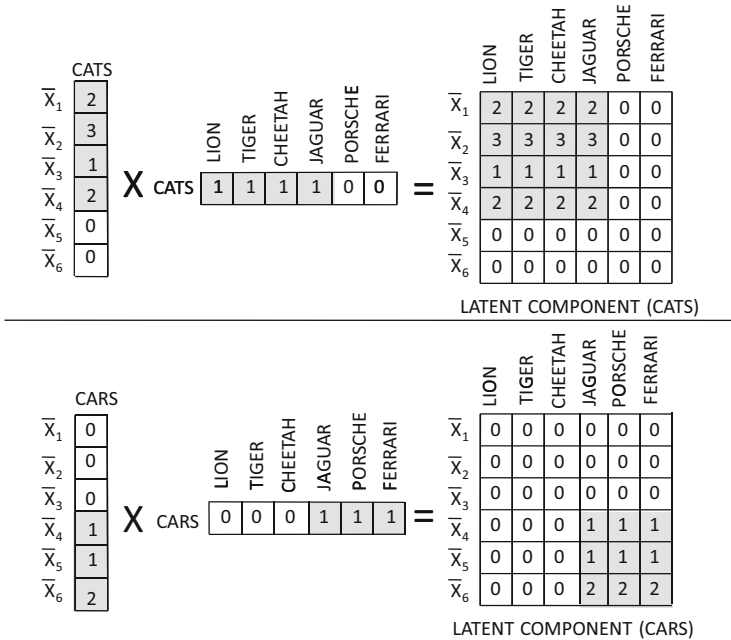 CATS
LION TIGER CHEETAH JAGUAR PORSCHE FERRARI
X̅1 2
X̅2 3
X̅3 1
X̅4 2
X̅5 0
X̅6 0
X
LION TIGER CHEETAH JAGUAR PORSCHE FERRARI
CATS 1 1 1 1 0 0
=
X̅1 2 2 2 2 0 0
X̅2 3 3 3 3 0 0
X̅3 1 1 1 1 0 0
X̅4 2 2 2 2 0 0
X̅5 0 0 0 0 0 0
X̅6 0 0 0 0 0 0
LATENT COMPONENT (CATS)
CARS
LION TIGER CHEETAH JAGUAR PORSCHE FERRARI
X̅1 0
X̅2 0
X̅3 0
X̅4 1
X̅5 1
X̅6 2
X
LION TIGER CHEETAH JAGUAR PORSCHE FERRARI
CARS 0 0 0 1 1 1
=
X̅1 0 0 0 0 0 0
X̅2 0 0 0 0 0 0
X̅3 0 0 0 0 0 0
X̅4 0 0 0 1 1 1
X̅5 0 0 0 1 1 1
X̅6 0 0 0 2 2 2
LATENT COMPONENT (CARS)